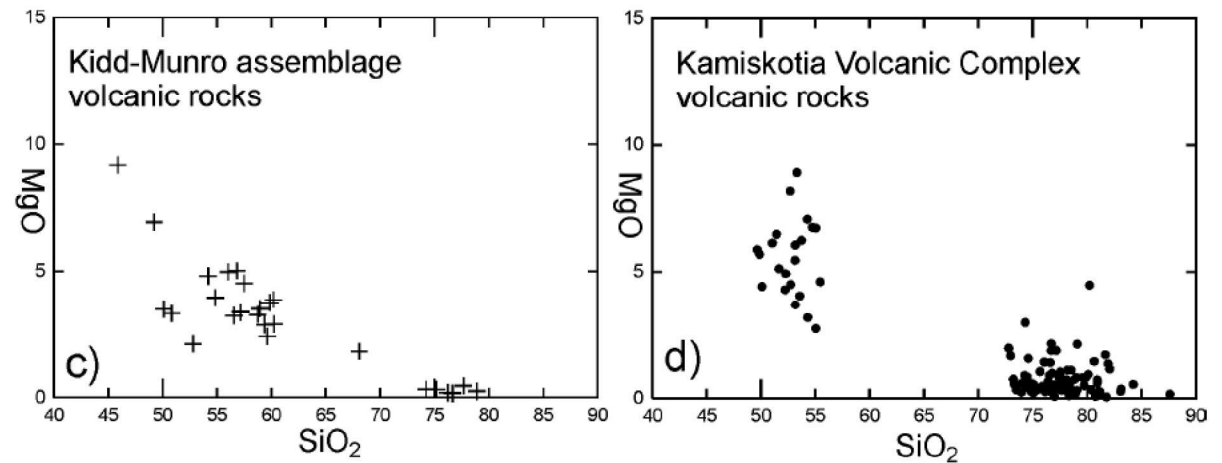 15
10
5
0
MgO
Kidd-Munro assemblage
volcanic rocks
c)
40 45 50 55 60 65 70 75 80 85 90
SiO₂
15
10
5
0
MgO
Kamiskotia Volcanic Complex
volcanic rocks
d)
40 45 50 55 60 65 70 75 80 85 90
SiO₂